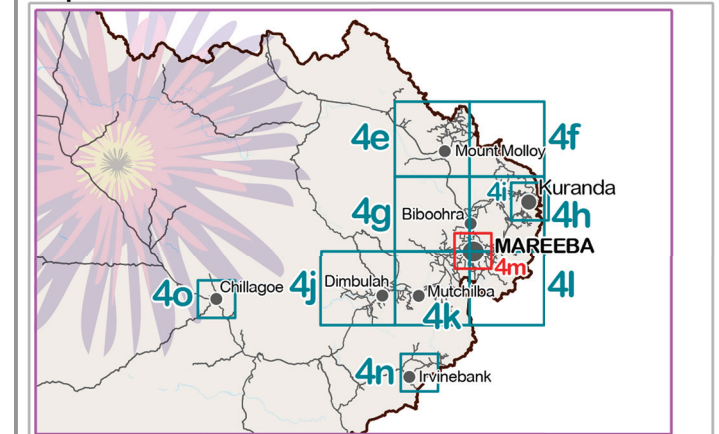 4e
4f
Mount Molloy
4i
Kuranda
4g
Biboohra
4h
MAREEBA
4m
4o
Chillagoe
4j
Dimbulah
Mutchilba
4k
4l
4n
Irvinebank